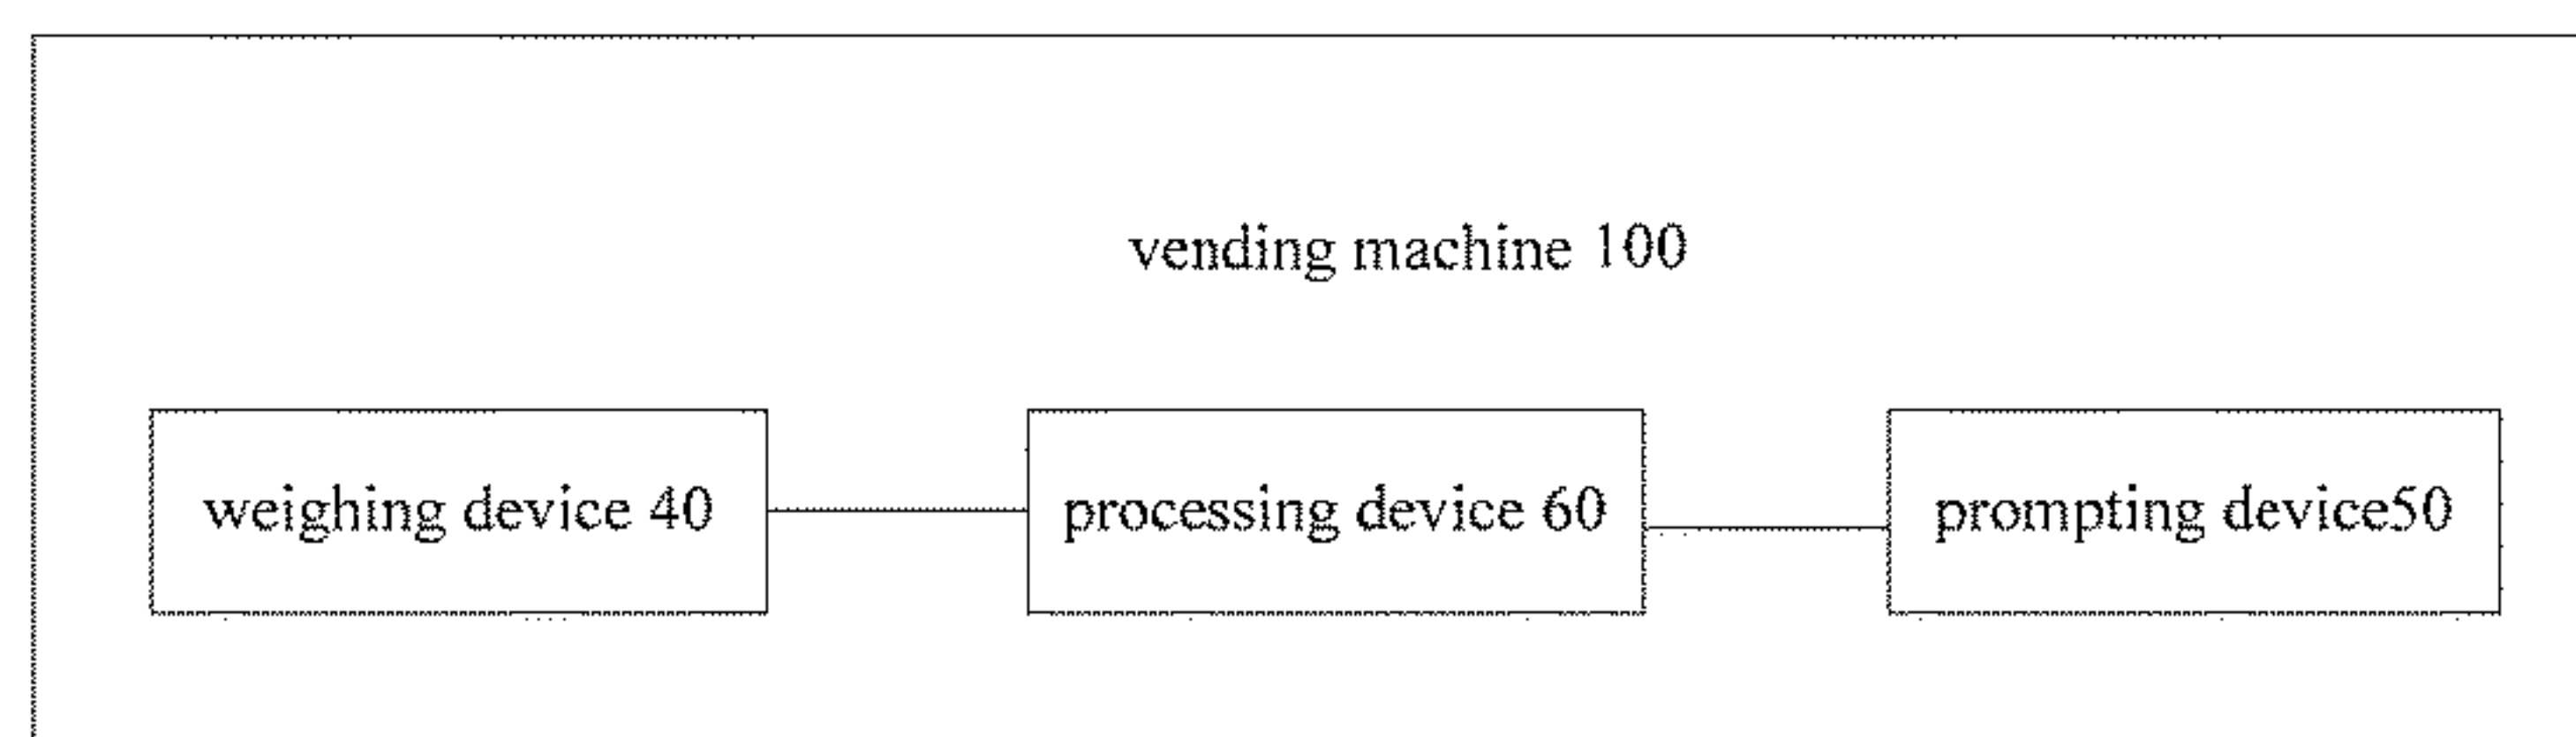 vending machine 100
weighing device 40
processing device 60
prompting device50